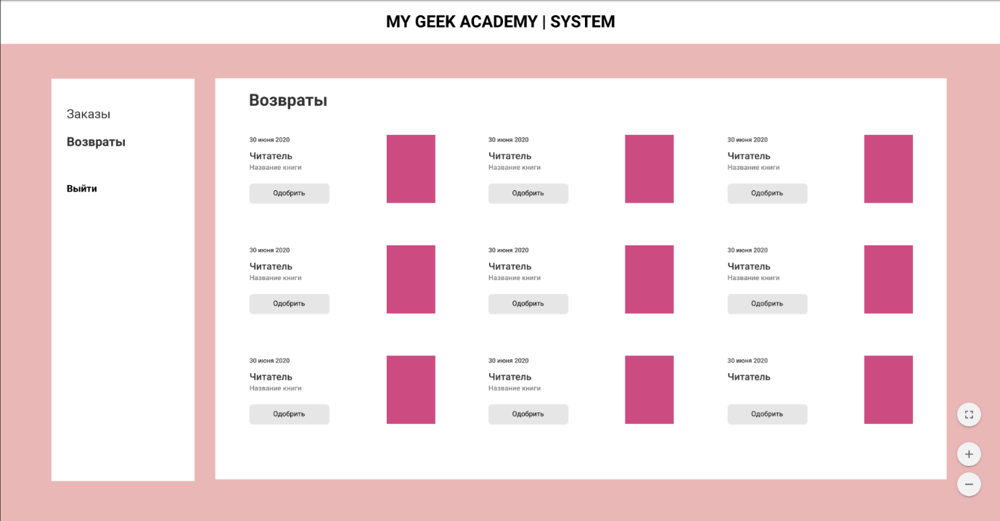 MY GEEK ACADEMY | SYSTEM
Заказы
Возвраты
Выйти
Возвраты
30 июня 2020
Читатель
Название книги
Одобрить
30 июня 2020
Читатель
Название книги
Одобрить
30 июня 2020
Читатель
Название книги
Одобрить
30 июня 2020
Читатель
Название книги
Одобрить
30 июня 2020
Читатель
Название книги
Одобрить
30 июня 2020
Читатель
Название книги
Одобрить
30 июня 2020
Читатель
Название книги
Одобрить
30 июня 2020
Читатель
Название книги
Одобрить
30 июня 2020
Читатель
Одобрить